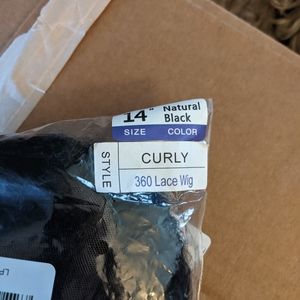 14" Natural
Black
SIZE COLOR
STYLE
CURLY
360 Lace Wig